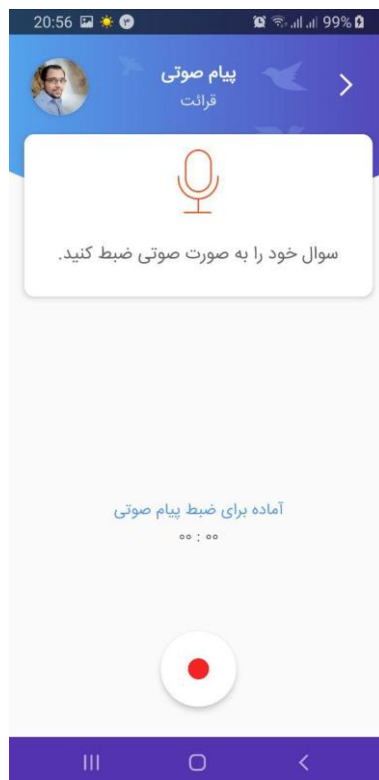 20:56 ۳ 99%
پیام صوتی
قرائت
سوال خود را به صورت صوتی ضبط کنید.
آماده برای ضبط پیام صوتی
۰۰ : ۰۰